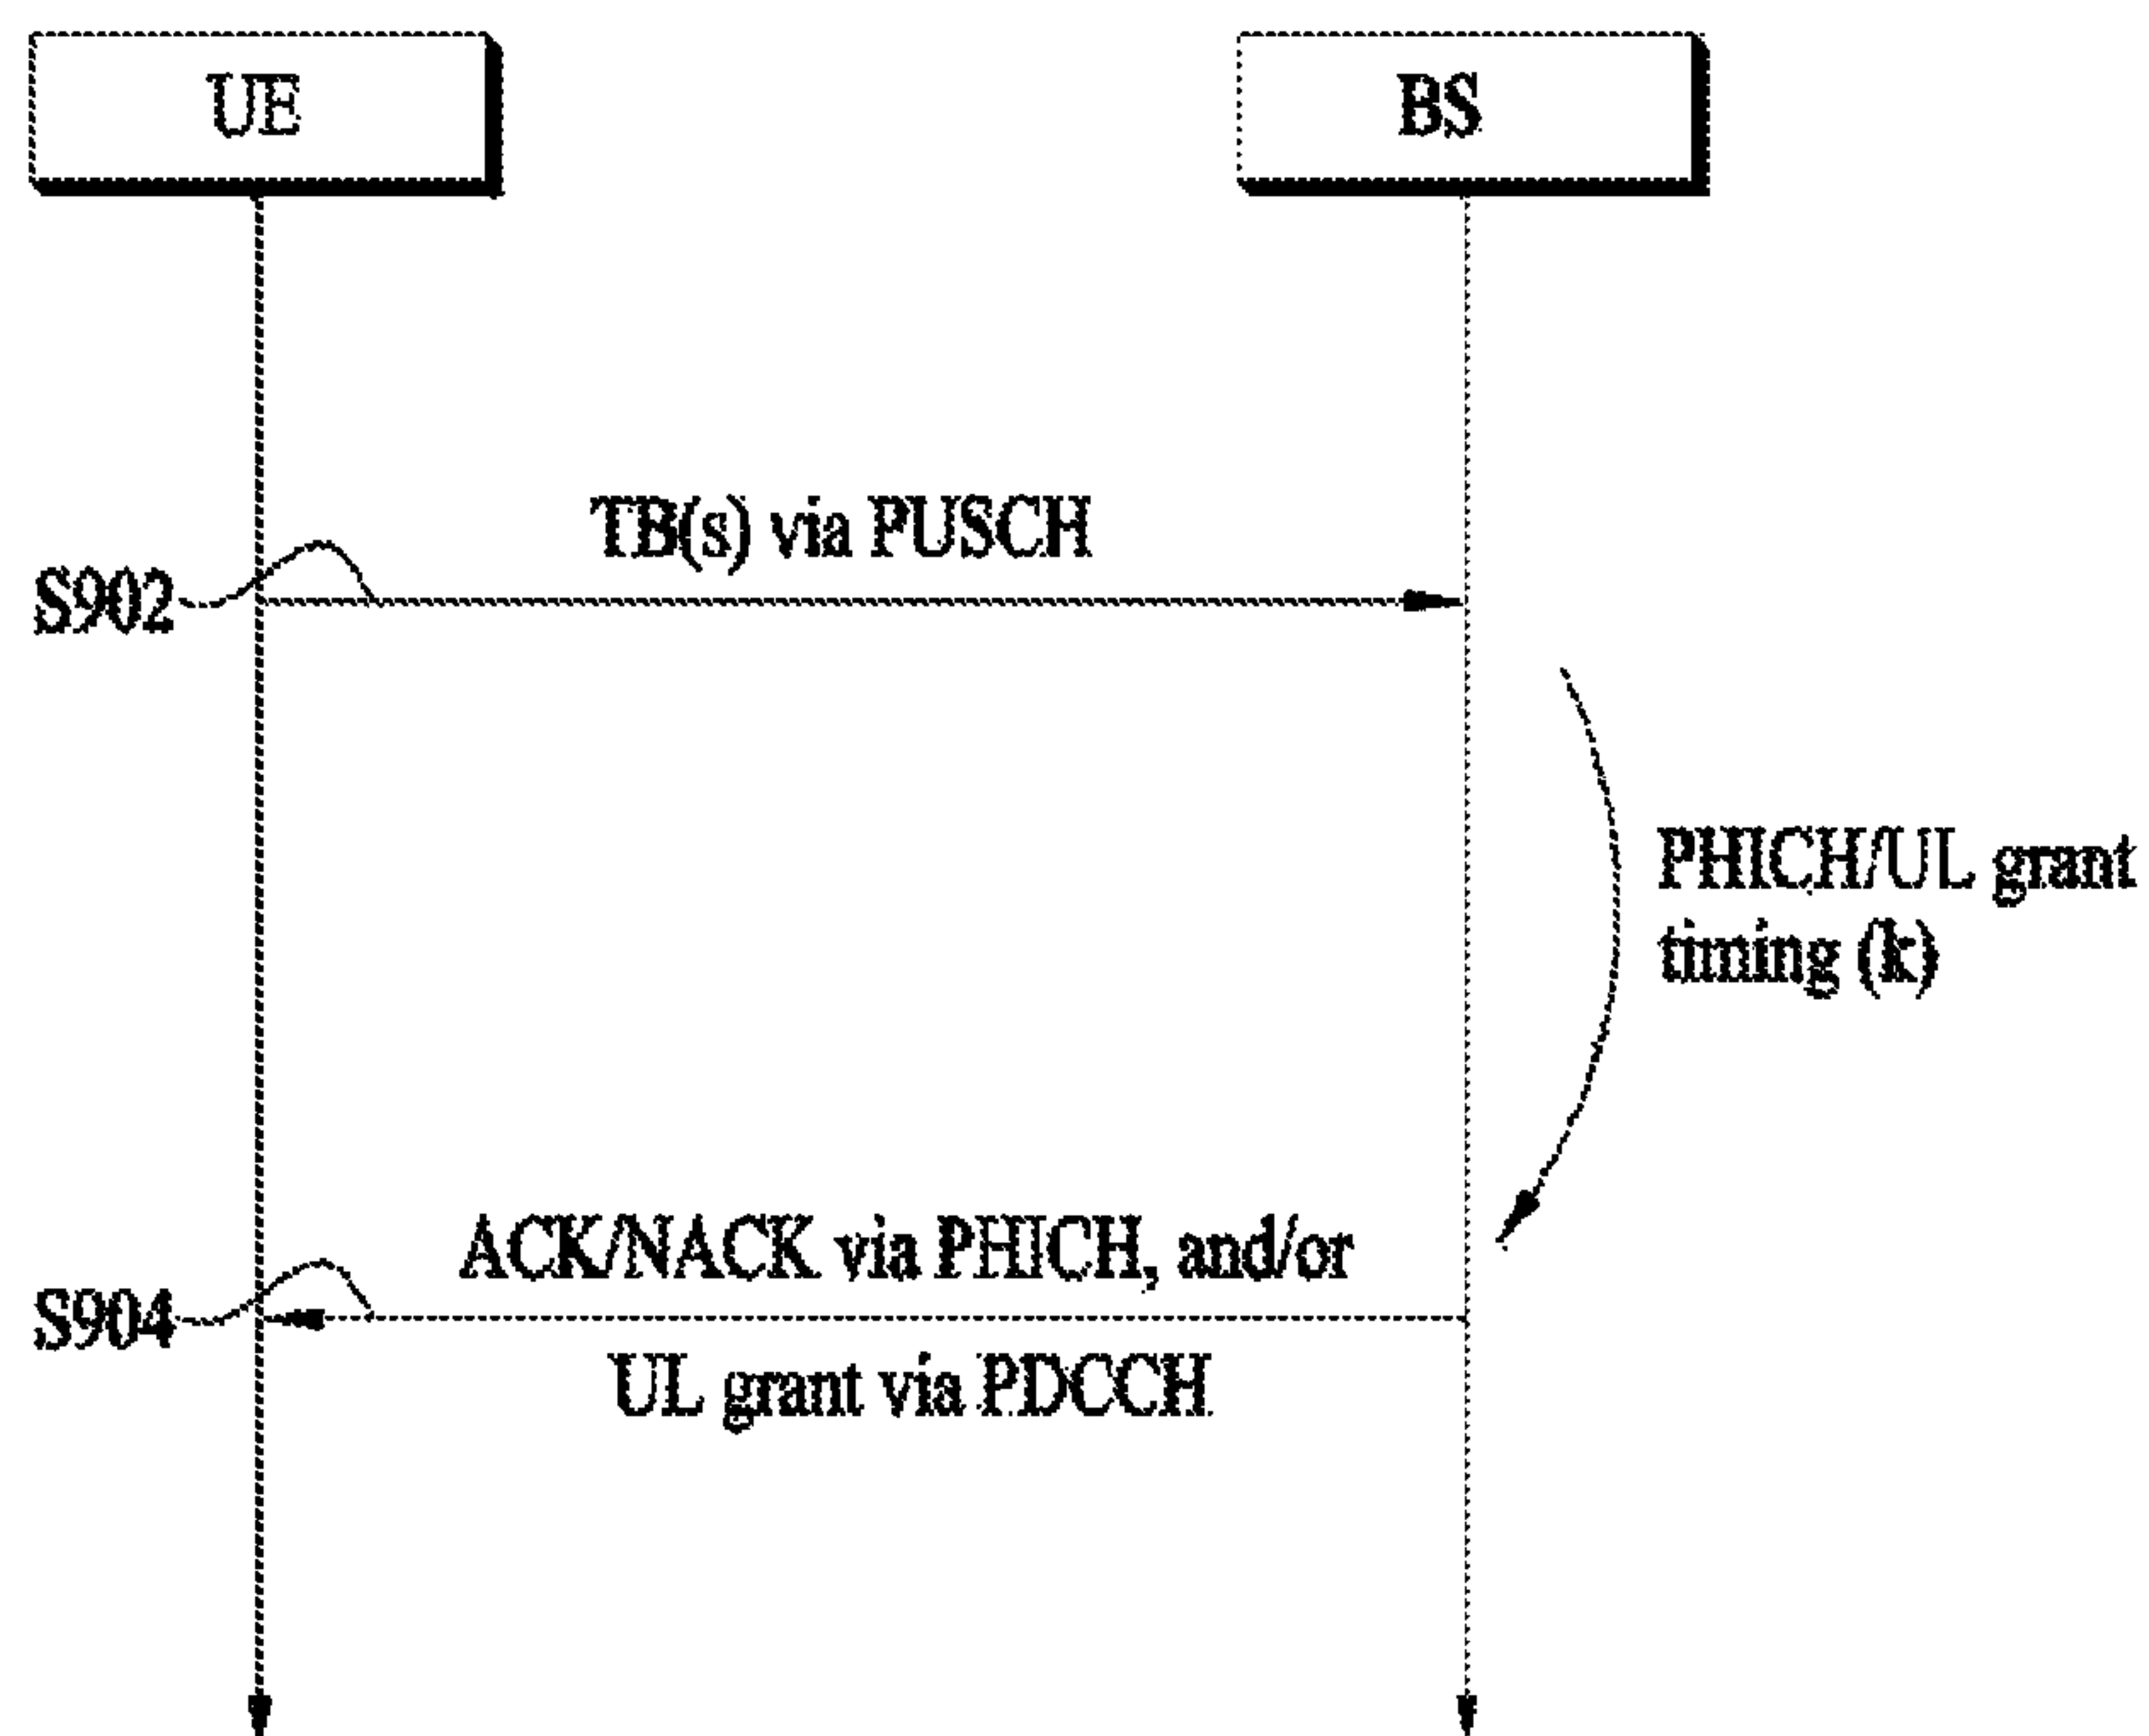 UE
BS
TB(s) via PUSCH
S902
PHICH/UL grant
timing (k)
ACK/NACK via PHICH, and/or
S904
UL grant via PDCCH